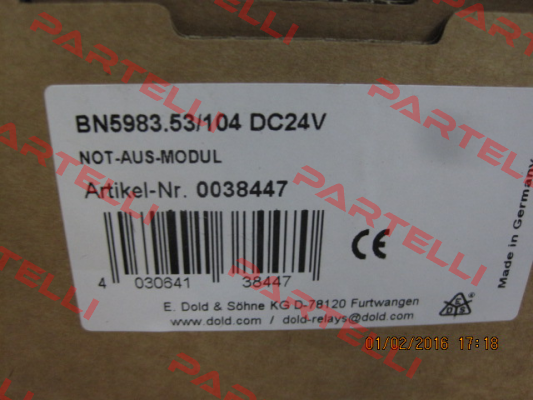 BN5983.53/104 DC24V
NOT-AUS-MODUL
Artikel-Nr. 0038447
4 030641 38447
CE
E. Dold & Söhne KG D-78120 Furtwangen
www.dold.com / dold-relays@dold.com
Made in Germany
01/02/2016 17:18
PARTELLI
PARTELLI
PARTELLI
PARTELLI
PARTELLI
PARTELLI